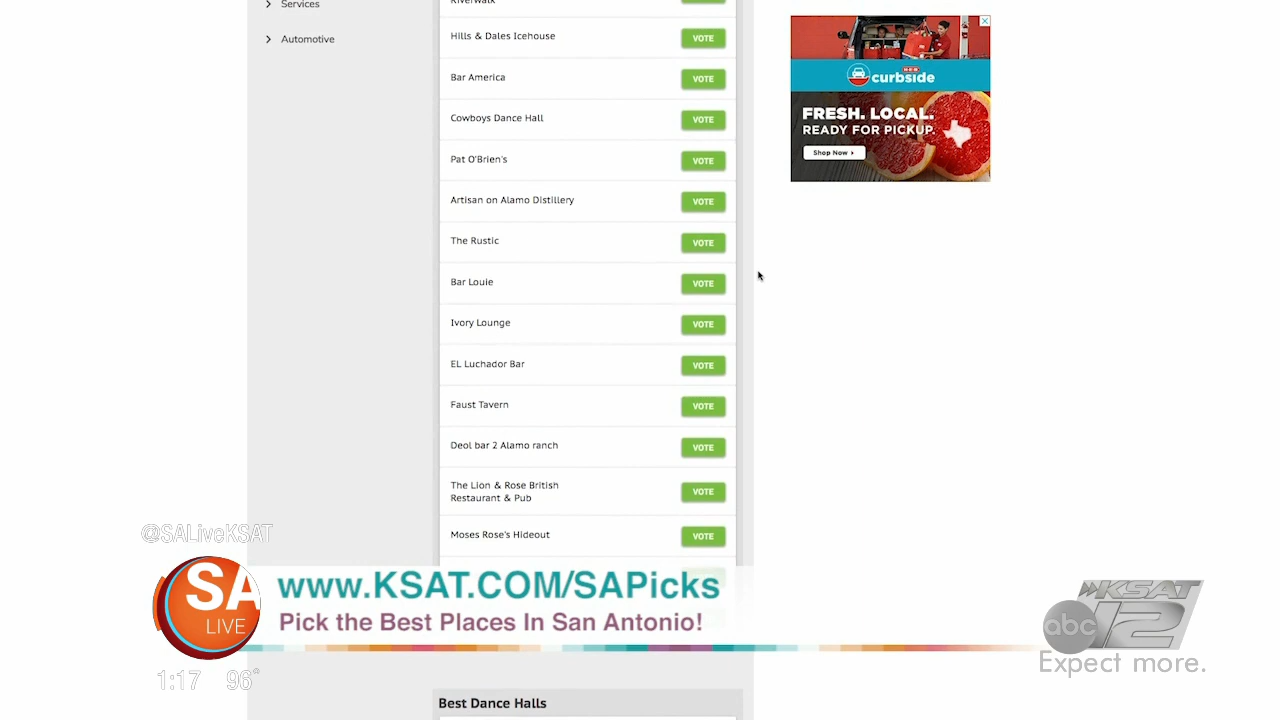 Services
Automotive
Riverwalk
Hills & Dales Icehouse
VOTE
Bar America
VOTE
Cowboys Dance Hall
VOTE
Pat O'Brien's
VOTE
Artisan on Alamo Distillery
VOTE
The Rustic
VOTE
Bar Louie
VOTE
Ivory Lounge
VOTE
EL Luchador Bar
VOTE
Faust Tavern
VOTE
Deol bar 2 Alamo ranch
VOTE
The Lion & Rose British
Restaurant & Pub
VOTE
Moses Rose's Hideout
VOTE
Best Dance Halls
H-E-B
curbside
FRESH. LOCAL.
READY FOR PICKUP.
Shop Now
@SALiveKSAT
SA
LIVE
www.KSAT.COM/SAPicks
Pick the Best Places In San Antonio!
1:17 96°
KSAT
abc 12
Expect more.